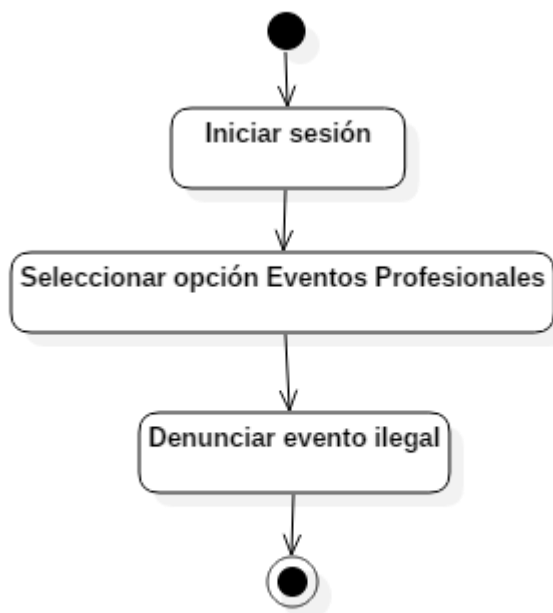 Iniciar sesión
Seleccionar opción Eventos Profesionales
Denunciar evento ilegal